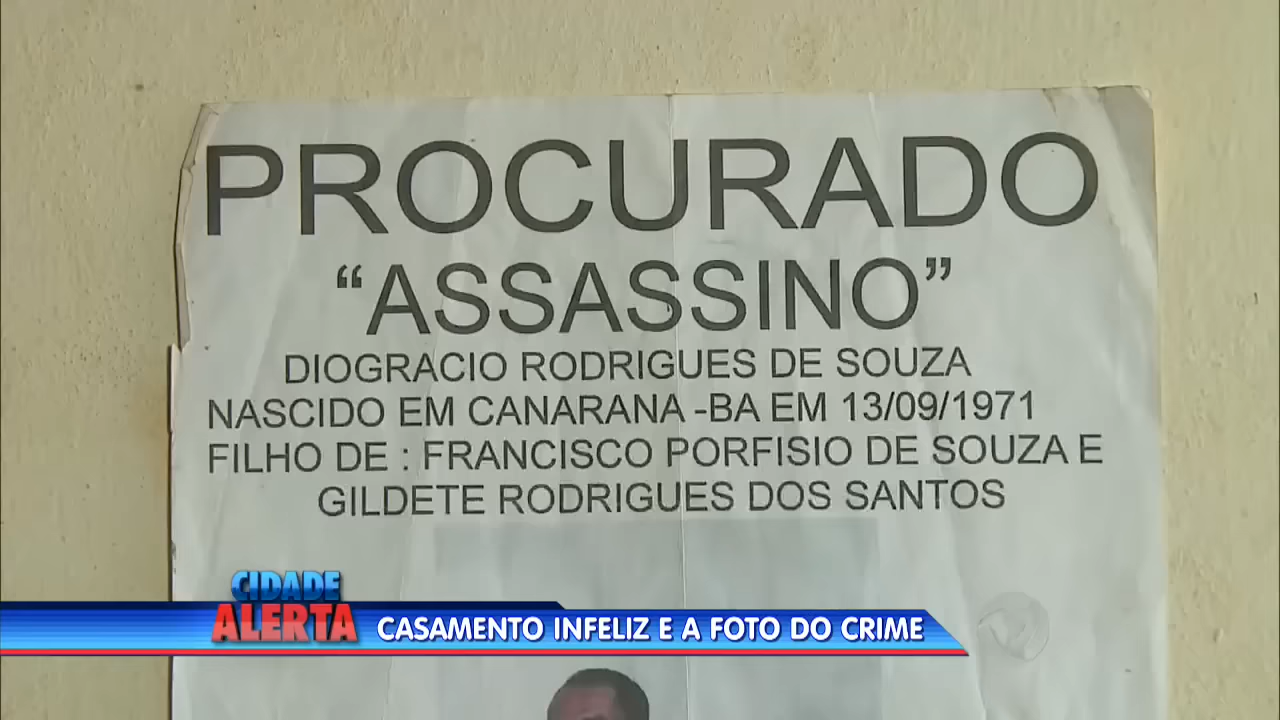 PROCURADO
“ASSASSINO”
DIOGRACIO RODRIGUES DE SOUZA
NASCIDO EM CANARANA -BA EM 13/09/1971
FILHO DE : FRANCISCO PORFISIO DE SOUZA E
GILDETE RODRIGUES DOS SANTOS
CIDADE
ALERTA
CASAMENTO INFELIZ E A FOTO DO CRIME